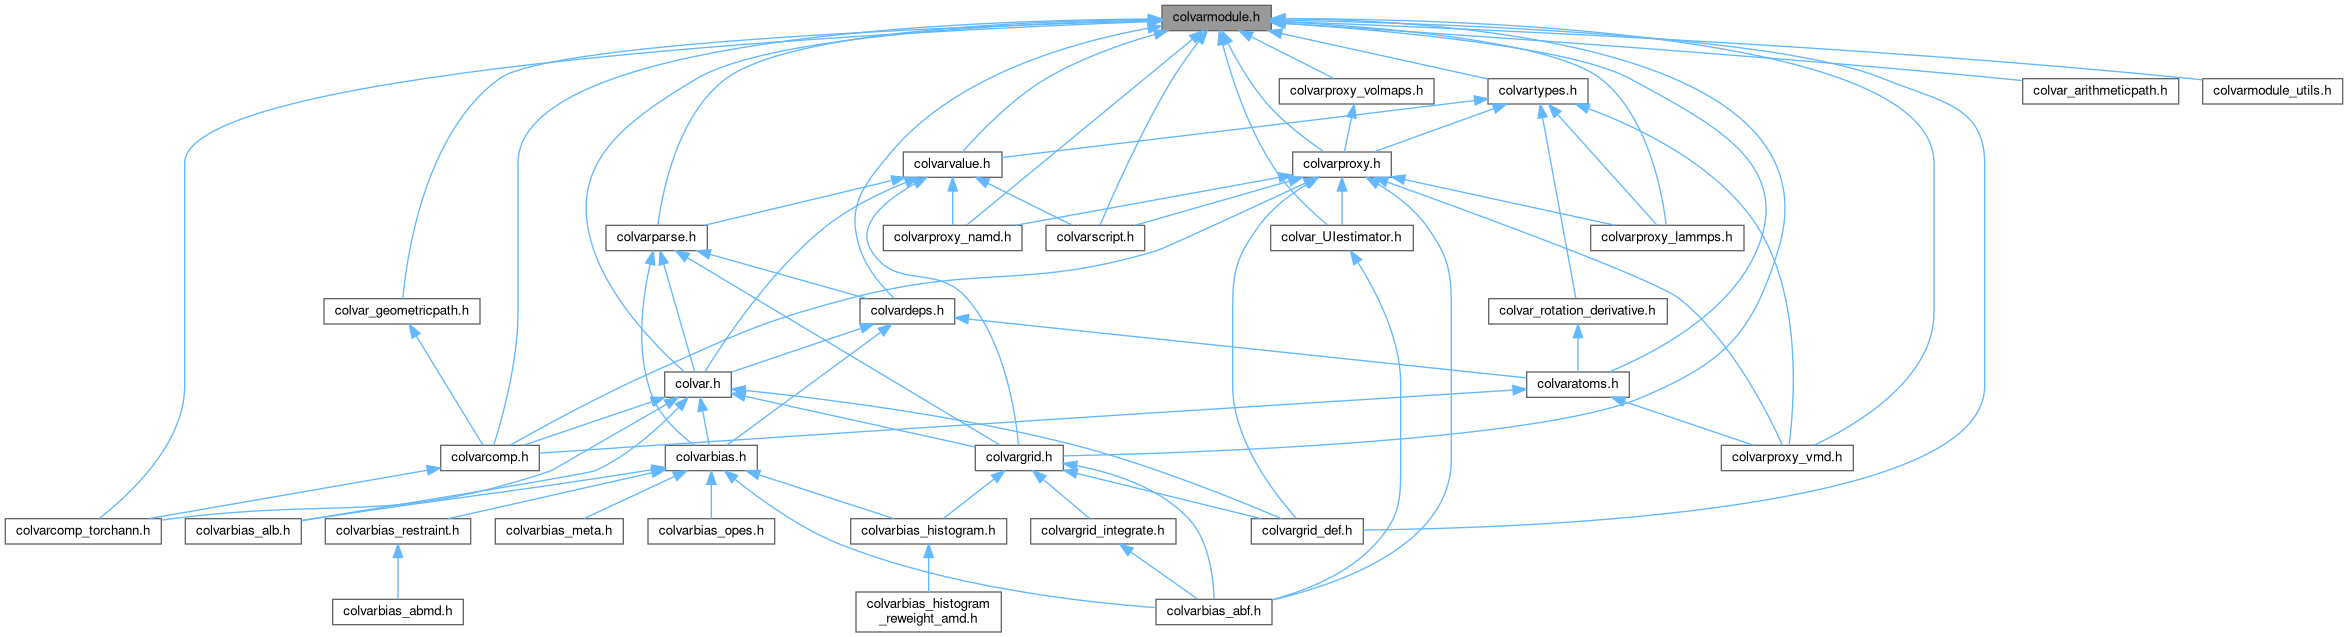 colvarmodule.h
colvarproxy_volmaps.h
colvartypes.h
colvar_arithmeticpath.h
colvarmodule_utils.h
colvarvalue.h
colvarproxy.h
colvarparse.h
colvarproxy_namd.h
colvarscript.h
colvar_UIestimator.h
colvarproxy_lammps.h
colvar_geometricpath.h
colvardeps.h
colvar_rotation_derivative.h
colvar.h
colvaratoms.h
colvarcomp.h
colvarbias.h
colvargrid.h
colvarproxy_vmd.h
colvarcomp_torchann.h
colvarbias_alb.h
colvarbias_restraint.h
colvarbias_meta.h
colvarbias_opes.h
colvarbias_histogram.h
colvargrid_integrate.h
colvargrid_def.h
colvarbias_abmd.h
colvarbias_histogram
_reweight_amd.h
colvarbias_abf.h